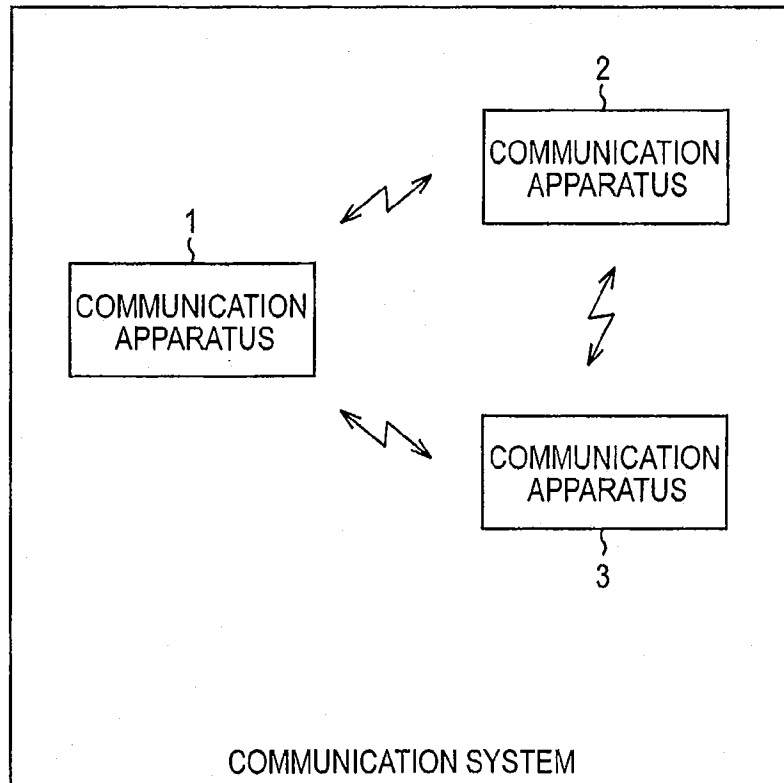 2
COMMUNICATION
APPARATUS
1
COMMUNICATION
APPARATUS
COMMUNICATION
APPARATUS
3
COMMUNICATION SYSTEM